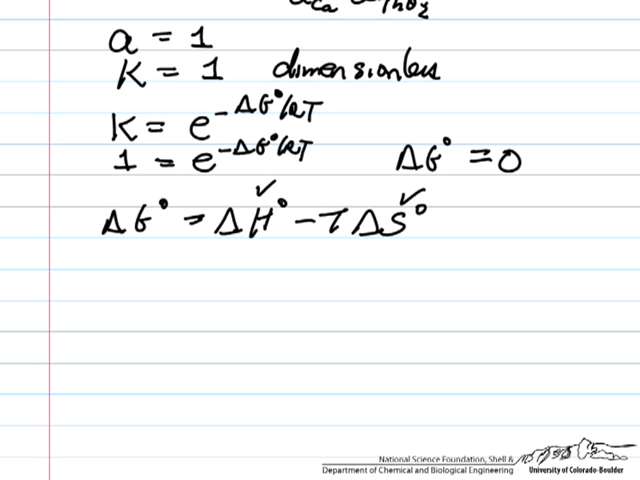 a = 1
K = 1 dimensionless
K = e^-ΔG°/RT
1 = e^-ΔG°/RT ΔG° = 0
✓ ✓
ΔG° = ΔH° - TΔS°
National Science Foundation, Shell &
Department of Chemical and Biological Engineering University of Colorado-Boulder